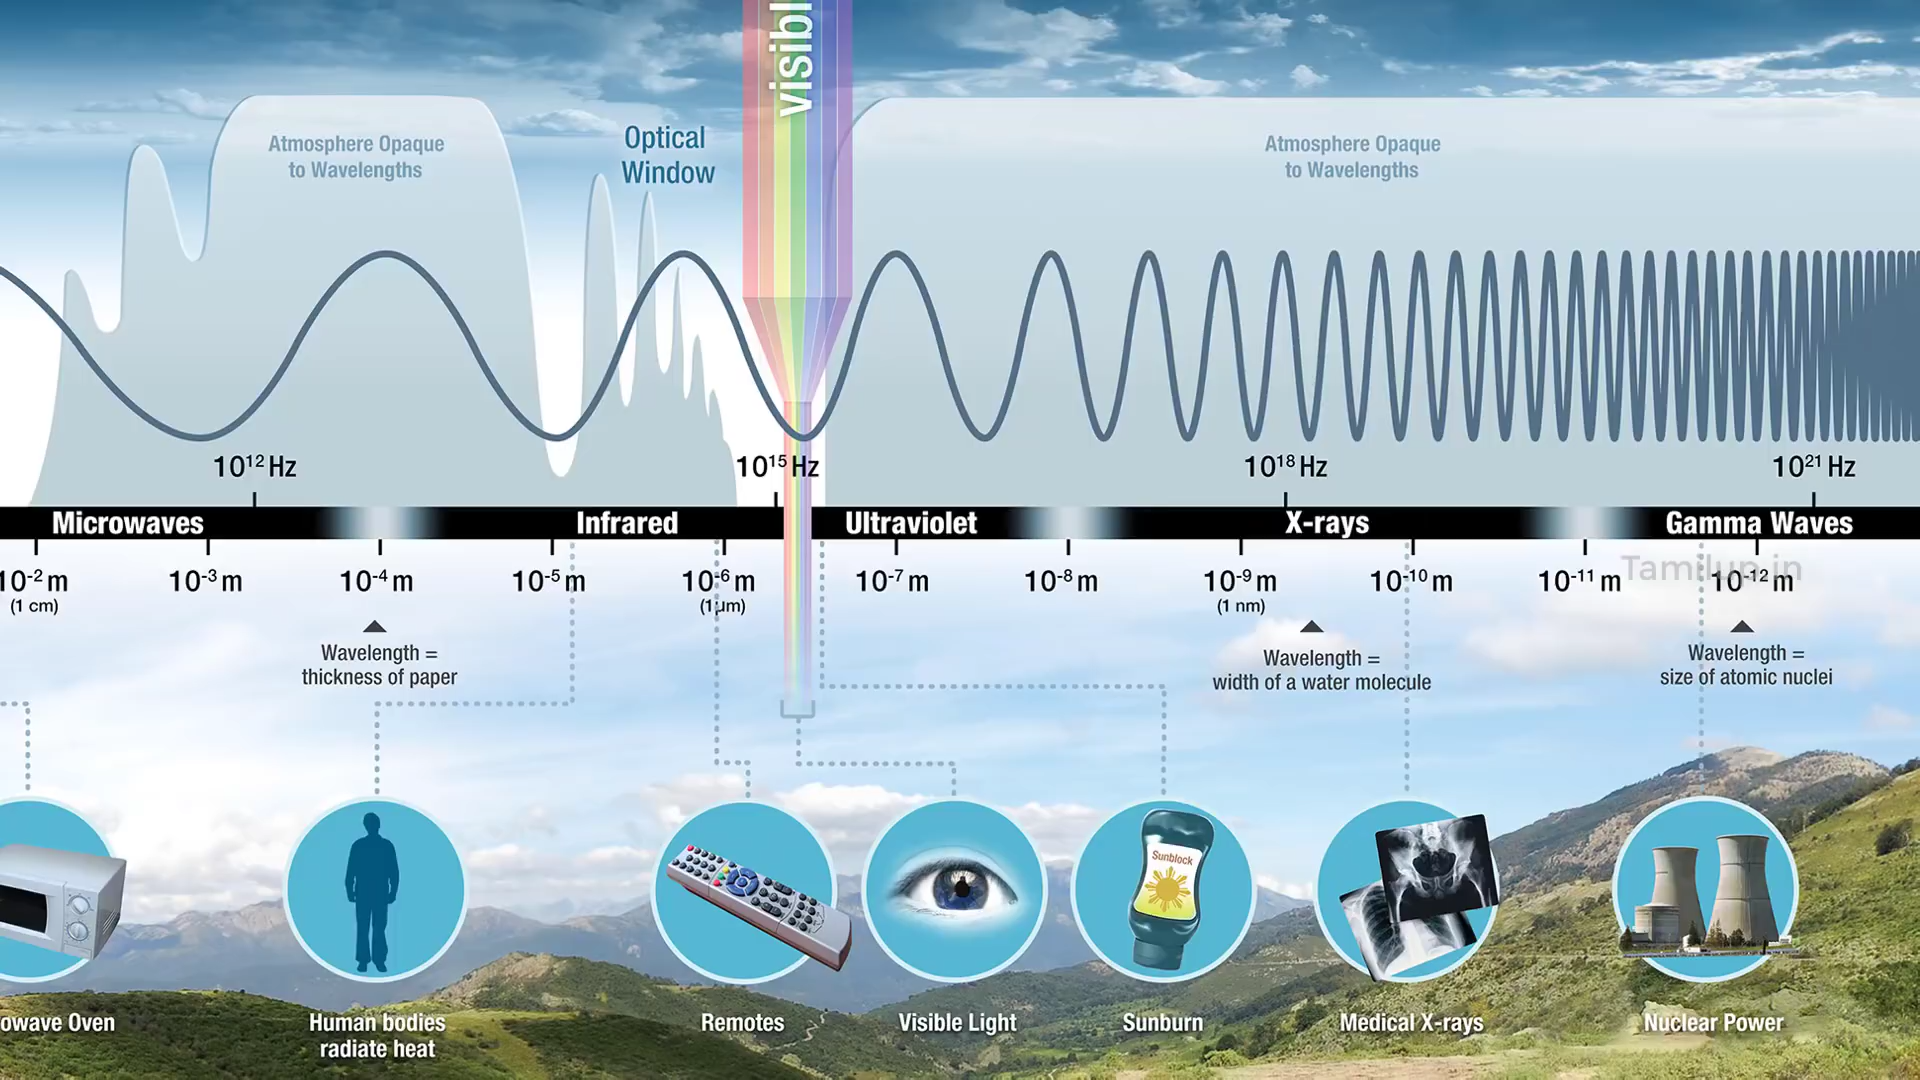 visibl
Atmosphere Opaque
to Wavelengths
Optical
Window
Atmosphere Opaque
to Wavelengths
10¹² Hz
10¹⁵ Hz
10¹⁸ Hz
10²¹ Hz
Microwaves
Infrared
Ultraviolet
X-rays
Gamma Waves
10⁻² m
(1 cm)
10⁻³ m
10⁻⁴ m
10⁻⁵ m
10⁻⁶ m
(1µm)
10⁻⁷ m
10⁻⁸ m
10⁻⁹ m
(1 nm)
10⁻¹⁰ m
10⁻¹¹ m
10⁻¹² m
Tamilup.in
Wavelength =
thickness of paper
Wavelength =
width of a water molecule
Wavelength =
size of atomic nuclei
Sunblock
owave Oven
Human bodies
radiate heat
Remotes
Visible Light
Sunburn
Medical X-rays
Nuclear Power